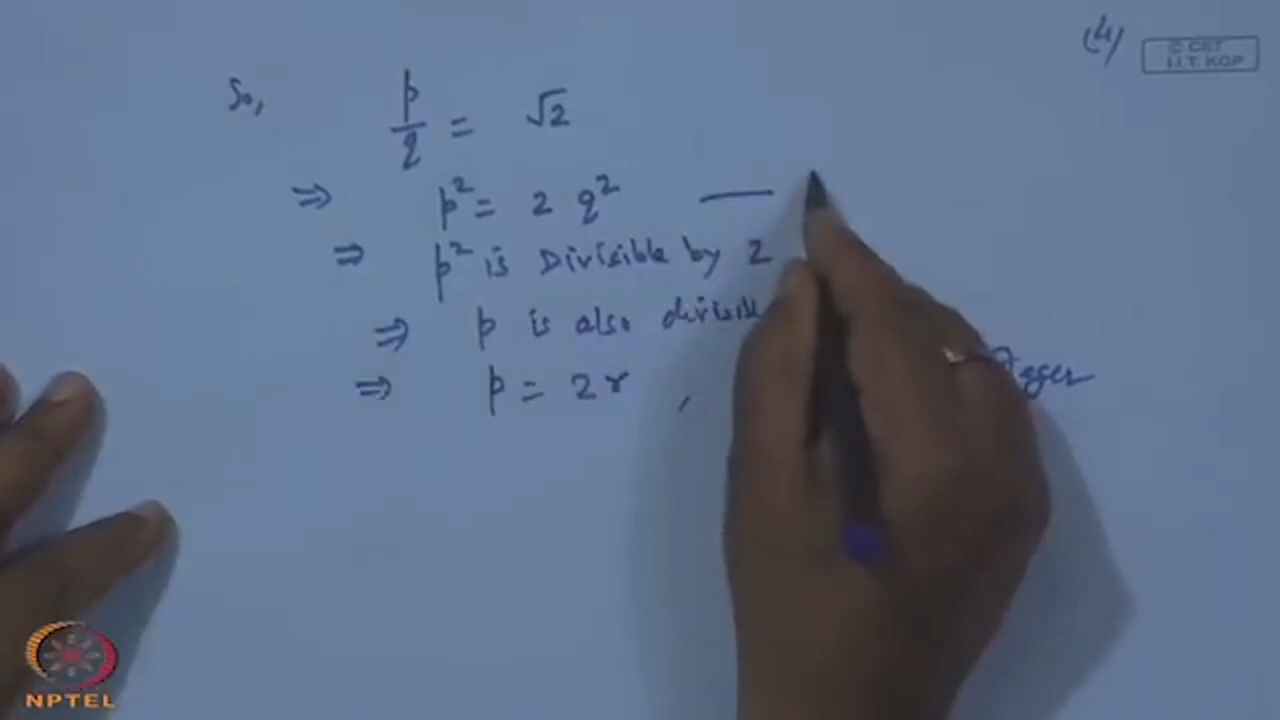 (4)
© CET
I.I.T. KGP
So, p/q = √2
⇒ p² = 2 q² —
⇒ p² is Divisible by 2
⇒ p is also
⇒ p = 2r ,
NPTEL